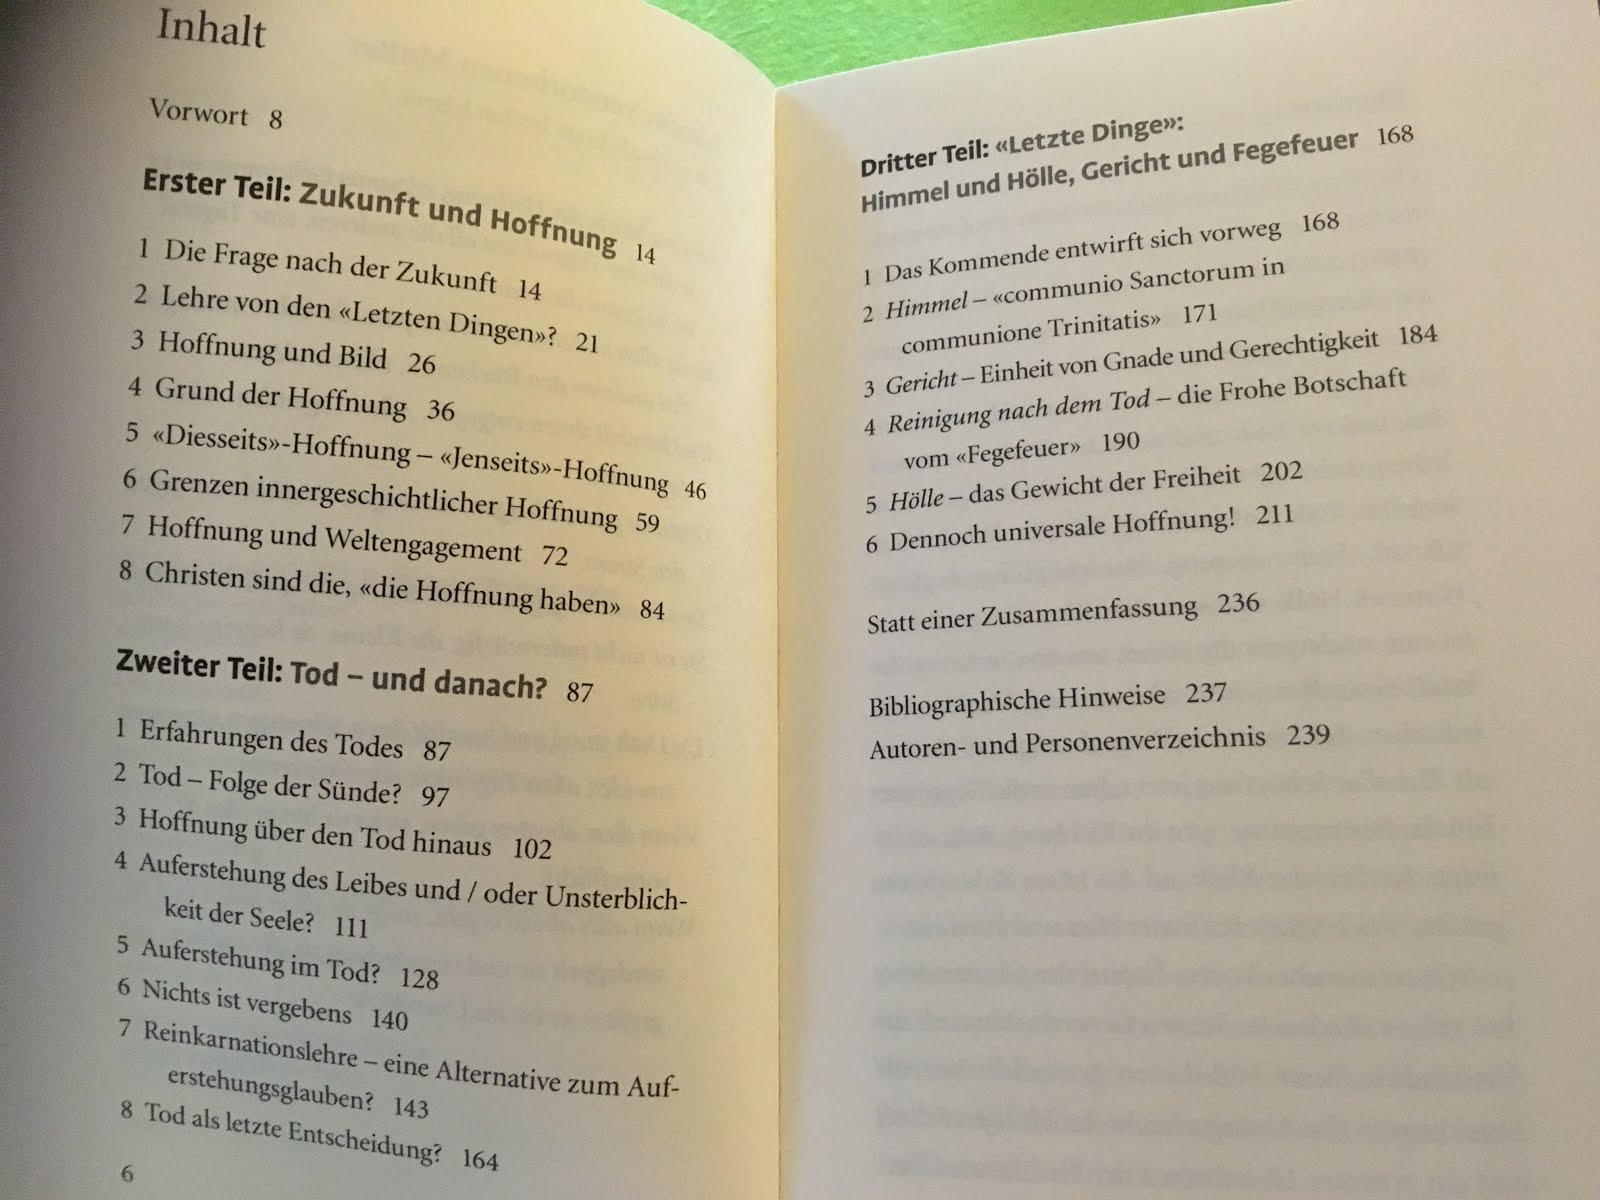 Inhalt
Vorwort 8
Erster Teil: Zukunft und Hoffnung 14
1 Die Frage nach der Zukunft 14
2 Lehre von den «Letzten Dingen»? 21
3 Hoffnung und Bild 26
4 Grund der Hoffnung 36
5 «Diesseits»-Hoffnung – «Jenseits»-Hoffnung 46
6 Grenzen innergeschichtlicher Hoffnung 59
7 Hoffnung und Weltengagement 72
8 Christen sind die, «die Hoffnung haben» 84
Zweiter Teil: Tod – und danach? 87
1 Erfahrungen des Todes 87
2 Tod – Folge der Sünde? 97
3 Hoffnung über den Tod hinaus 102
4 Auferstehung des Leibes und / oder Unsterblich-
keit der Seele? 111
5 Auferstehung im Tod? 128
6 Nichts ist vergebens 140
7 Reinkarnationslehre – eine Alternative zum Auf-
erstehungsglauben? 143
8 Tod als letzte Entscheidung? 164
6
Dritter Teil: «Letzte Dinge»:
Himmel und Hölle, Gericht und Fegefeuer 168
1 Das Kommende entwirft sich vorweg 168
2 Himmel – «communio Sanctorum in
communione Trinitatis» 171
3 Gericht – Einheit von Gnade und Gerechtigkeit 184
4 Reinigung nach dem Tod – die Frohe Botschaft
vom «Fegefeuer» 190
5 Hölle – das Gewicht der Freiheit 202
6 Dennoch universale Hoffnung! 211
Statt einer Zusammenfassung 236
Bibliographische Hinweise 237
Autoren- und Personenverzeichnis 239